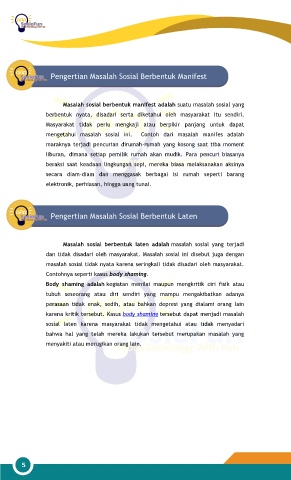 Pengertian Masalah Sosial Berbentuk Manifest
Masalah sosial berbentuk manifest adalah suatu masalah sosial yang
berbentuk nyata, disadari serta diketahui oleh masyarakat itu sendiri.
Masyarakat tidak perlu mengkaji atau berpikir panjang untuk dapat
mengetahui masalah sosial ini. Contoh dari masalah manifes adalah
maraknya terjadi pencurian dirumah-rumah yang kosong saat tiba moment
liburan, dimana setiap pemilik rumah akan mudik. Para pencuri biasanya
beraksi saat keadaan lingkungan sepi, mereka biasa melaksanakan aksinya
secara diam-diam dan menggasak berbagai isi rumah seperti barang
elektronik, perhiasan, hingga uang tunai.
Pengertian Masalah Sosial Berbentuk Laten
Masalah sosial berbentuk laten adalah masalah sosial yang terjadi
dan tidak disadari oleh masyarakat. Masalah sosial ini disebut juga dengan
masalah sosial tidak nyata karena seringkali tidak disadari oleh masyarakat.
Contohnya seperti kasus body shaming.
Body shaming adalah kegiatan menilai maupun mengkritik ciri fisik atau
tubuh seseorang atau diri sendiri yang mampu mengakibatkan adanya
perasaan tidak enak, sedih, atau bahkan depresi yang dialami orang lain
karena kritik tersebut. Kasus body shaming tersebut dapat menjadi masalah
sosial laten karena masyarakat tidak mengetahui atau tidak menyadari
bahwa hal yang telah mereka lakukan tersebut merupakan masalah yang
menyakiti atau merugikan orang lain.
5